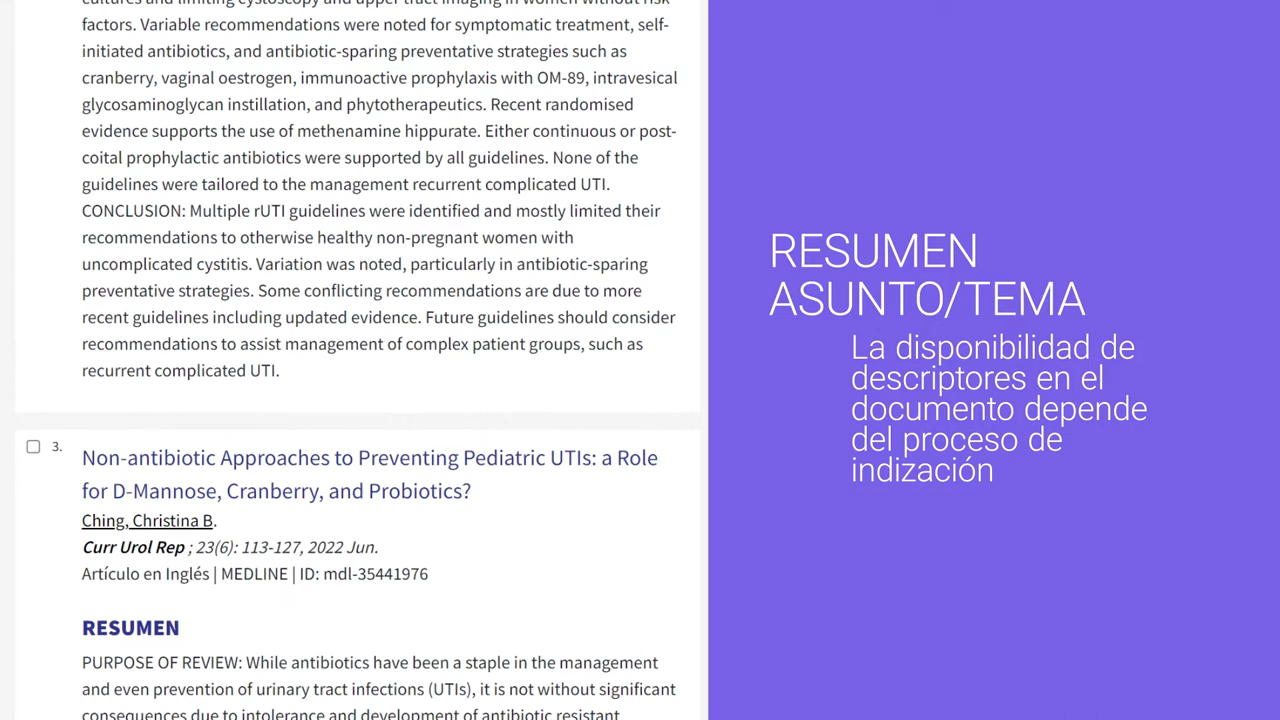 cultures and limiting cystoscopy and upper tract imaging in women without risk
factors. Variable recommendations were noted for symptomatic treatment, self-
initiated antibiotics, and antibiotic-sparing preventative strategies such as
cranberry, vaginal oestrogen, immunoactive prophylaxis with OM-89, intravesical
glycosaminoglycan instillation, and phytotherapeutics. Recent randomised
evidence supports the use of methenamine hippurate. Either continuous or post-
coital prophylactic antibiotics were supported by all guidelines. None of the
guidelines were tailored to the management recurrent complicated UTI.
CONCLUSION: Multiple rUTI guidelines were identified and mostly limited their
recommendations to otherwise healthy non-pregnant women with
uncomplicated cystitis. Variation was noted, particularly in antibiotic-sparing
preventative strategies. Some conflicting recommendations are due to more
recent guidelines including updated evidence. Future guidelines should consider
recommendations to assist management of complex patient groups, such as
recurrent complicated UTI.
3.
Non-antibiotic Approaches to Preventing Pediatric UTIs: a Role
for D-Mannose, Cranberry, and Probiotics?
Ching, Christina B.
Curr Urol Rep ; 23(6): 113-127, 2022 Jun.
Artículo en Inglés | MEDLINE | ID: mdl-35441976
RESUMEN
PURPOSE OF REVIEW: While antibiotics have been a staple in the management
and even prevention of urinary tract infections (UTIs), it is not without significant
consequences due to intolerance and development of antibiotic resistant
RESUMEN
ASUNTO/TEMA
La disponibilidad de
descriptores en el
documento depende
del proceso de
indización